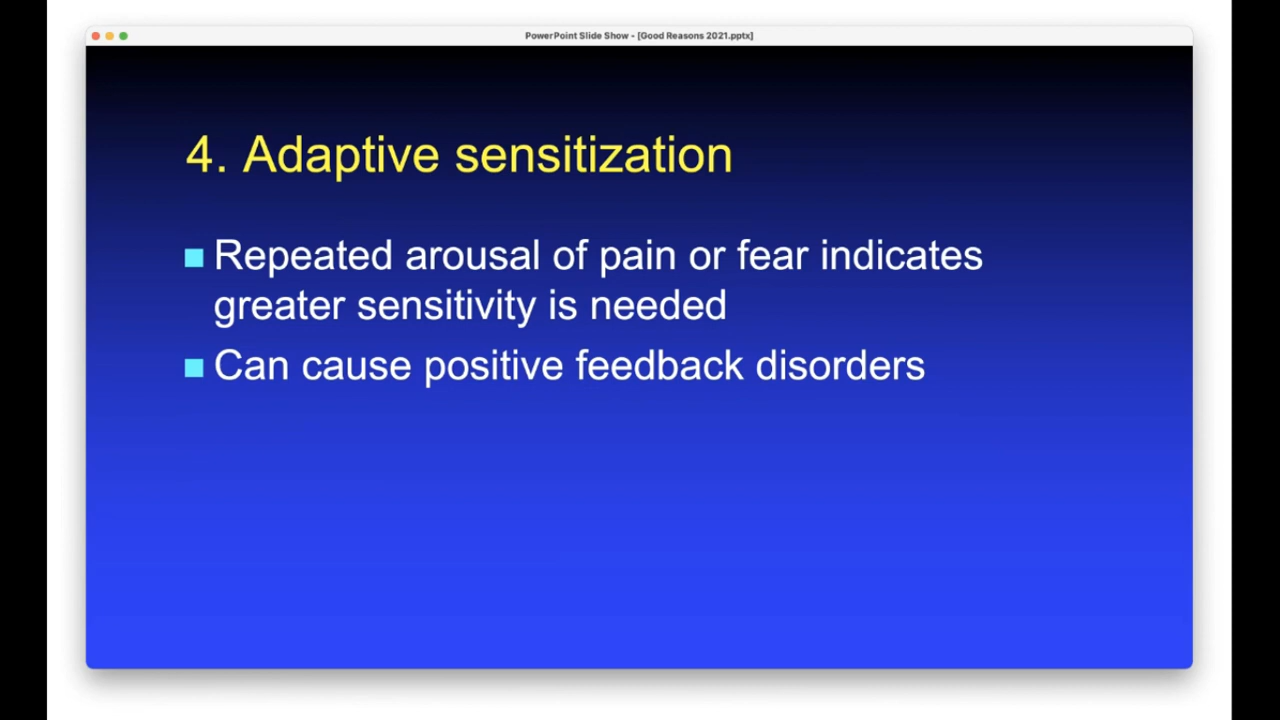 PowerPoint Slide Show - [Good Reasons 2021.pptx]
4. Adaptive sensitization
Repeated arousal of pain or fear indicates
greater sensitivity is needed
Can cause positive feedback disorders